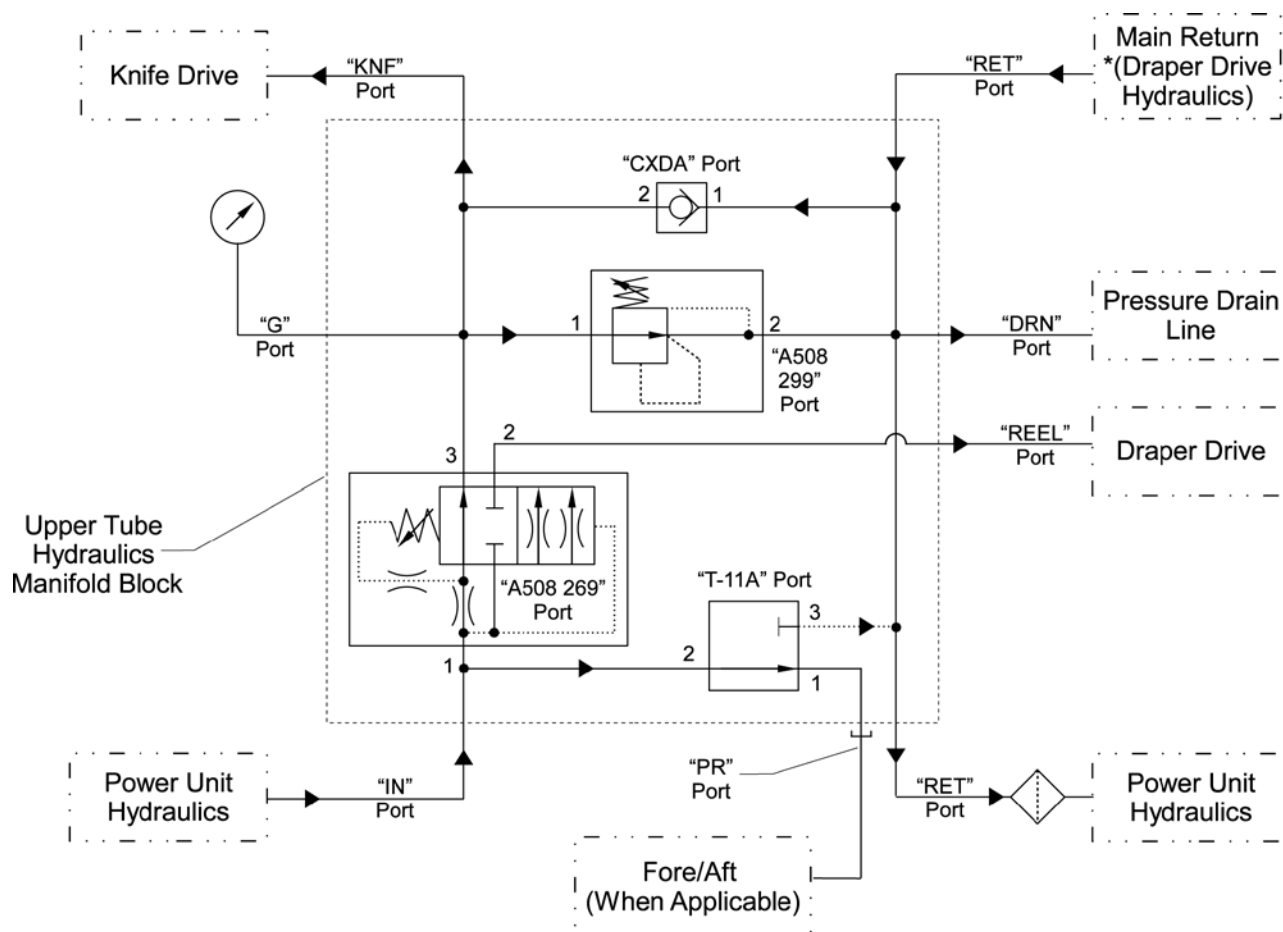 Knife Drive
“KNF”
Port
“RET”
Port
Main Return
*(Draper Drive
Hydraulics)
“CXDA” Port
2
1
“G”
Port
1
2
“A508
299”
Port
“DRN”
Port
Pressure Drain
Line
2
“REEL”
Port
Draper Drive
3
Upper Tube
Hydraulics
Manifold Block
“A508 269”
Port
“T-11A” Port
3
1
2
1
Power Unit
Hydraulics
“IN”
Port
“PR”
Port
“RET”
Port
Power Unit
Hydraulics
Fore/Aft
(When Applicable)